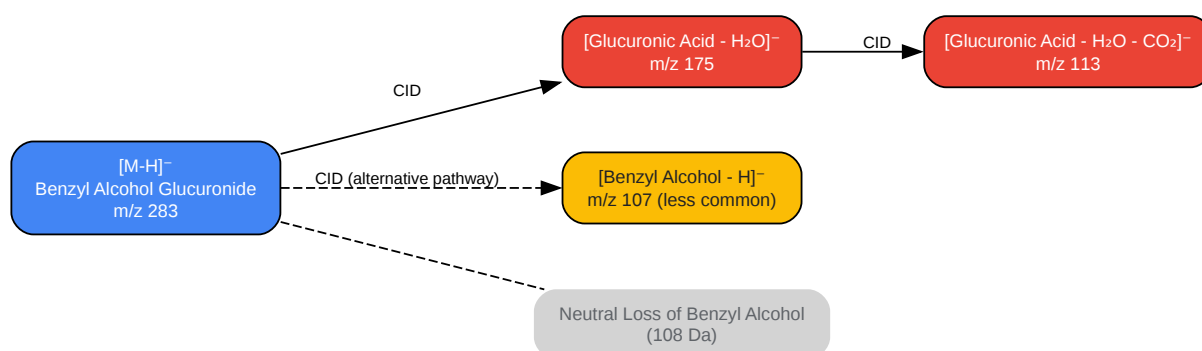 [Glucuronic Acid - H₂O]⁻
m/z 175
CID
[Glucuronic Acid - H₂O - CO₂]⁻
m/z 113
CID
[M-H]⁻
Benzyl Alcohol Glucuronide
m/z 283
CID (alternative pathway)
[Benzyl Alcohol - H]⁻
m/z 107 (less common)
Neutral Loss of Benzyl Alcohol
(108 Da)